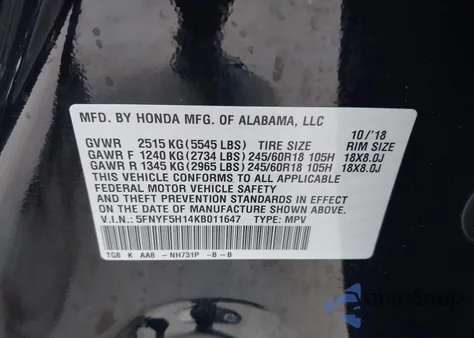 MFD. BY HONDA MFG. OF ALABAMA, LLC
10/'18
GVWR 2515 KG (5545 LBS) TIRE SIZE RIM SIZE
GAWR F 1240 KG (2734 LBS) 245/60R18 105H 18X8.0J
GAWR R 1345 KG (2965 LBS) 245/60R18 105H 18X8.0J
THIS VEHICLE CONFORMS TO ALL APPLICABLE
FEDERAL MOTOR VEHICLE SAFETY
AND THEFT PREVENTION STANDARDS IN EFFECT
ON THE DATE OF MANUFACTURE SHOWN ABOVE.
V.I.N.: 5FNYF5H14KB011647 TYPE: MPV
TG8 K AA8 - NH731P -B - B
AutoSnap